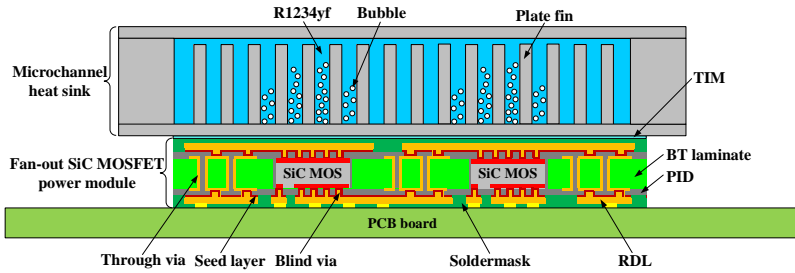 R1234yf
Bubble
Plate fin
Microchannel
heat sink
TIM
Fan-out SiC MOSFET
power module
SiC MOS
SiC MOS
BT laminate
PID
PCB board
Through via
Seed layer
Blind via
Soldermask
RDL